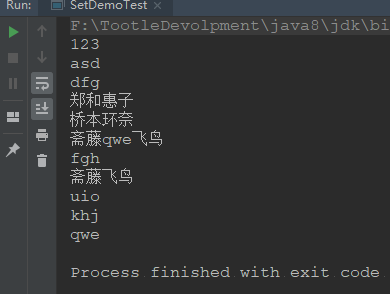 Run: SetDemoTest ×
F:\TootleDevolpment\java8\jdk\bi
123
asd
dfg
郑和惠子
桥本环奈
斋藤qwe飞鸟
fgh
斋藤飞鸟
uio
khj
qwe
Process finished with exit code